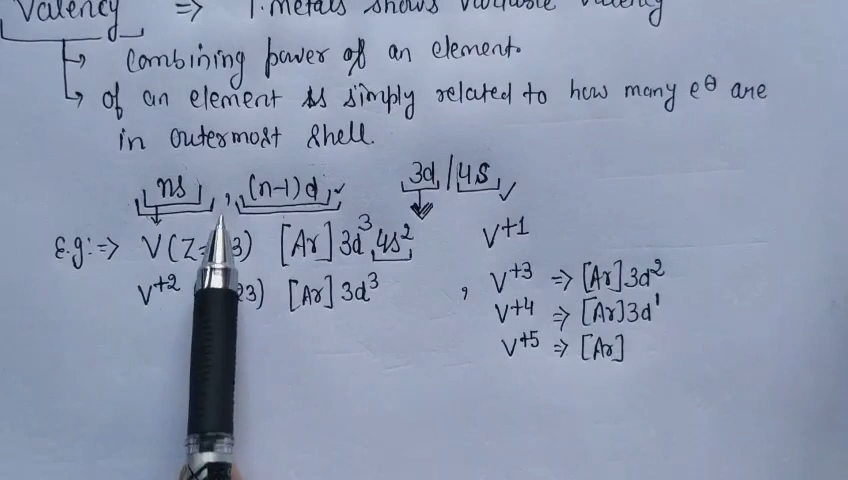 Valency => T.metals shows variable valency
combining power of an element.
of an element is simply related to how many e⊖ are
in outermost shell.
ns , (n-1)d ✓ 3d/4s ✓
E.g:=> V(Z= 3) [Ar] 3d³ 4s² V+1
V+2 23) [Ar] 3d³ , V+3 => [Ar] 3d²
V+4 => [Ar] 3d¹
V+5 => [Ar]